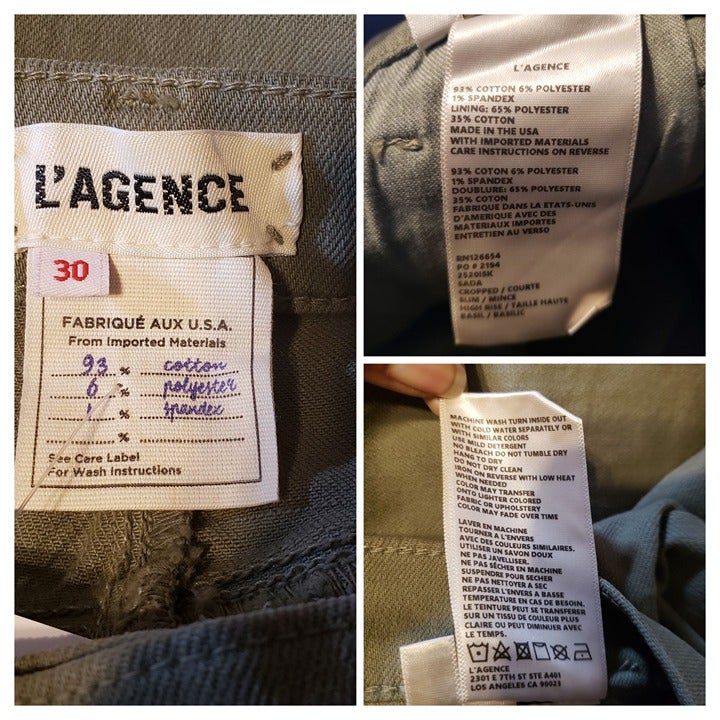 L'AGENCE
30
FABRIQUÉ AUX U.S.A.
From Imported Materials
93 % cotton
6 % polyester
1 % spandex
%
See Care Label
For Wash Instructions
L'AGENCE
93% COTTON 6% POLYESTER
1% SPANDEX
LINING: 65% POLYESTER
35% COTTON
MADE IN THE USA
WITH IMPORTED MATERIALS
CARE INSTRUCTIONS ON REVERSE
93% COTON 6% POLYESTER
1% SPANDEX
DOUBLURE: 65% POLYESTER
35% COTON
FABRIQUE DANS LA ETATS-UNIS
D'AMERIQUE AVEC DES
MATERIAUX IMPORTES
ENTRETIEN AU VERSO
RN126654
PO # 2194
2520ISK
SADA
CROPPED / COURTE
SLIM / MINCE
HIGH RISE / TAILLE HAUTE
BASIL / BASILIC
MACHINE WASH TURN INSIDE OUT
WITH COLD WATER SEPARATELY OR
WITH SIMILAR COLORS
USE MILD DETERGENT
NO BLEACH DO NOT TUMBLE DRY
HANG TO DRY
DO NOT DRY CLEAN
IRON ON REVERSE WITH LOW HEAT
WHEN NEEDED
COLOR MAY TRANSFER
ONTO LIGHTER COLORED
FABRIC OR UPHOLSTERY
COLOR MAY FADE OVER TIME
LAVER EN MACHINE
TOURNER A L'ENVERS
AVEC DES COULEURS SIMILAIRES.
UTILISER UN SAVON DOUX
NE PAS JAVELLISER.
NE PAS SÉCHER EN MACHINE
SUSPENDRE POUR SECHER
NE PAS NETTOYER A SEC
REPASSER L'ENVERS A BASSE
TEMPERATURE EN CAS DE BESOIN.
LE TEINTURE PEUT SE TRANSFERER
SUR UN TISSU DE COULEUR PLUS
CLAIRE OU PEUT DIMINUER AVEC
LE TEMPS.
L'AGENCE
2301 E 7TH ST STE A401
LOS ANGELES CA 90023